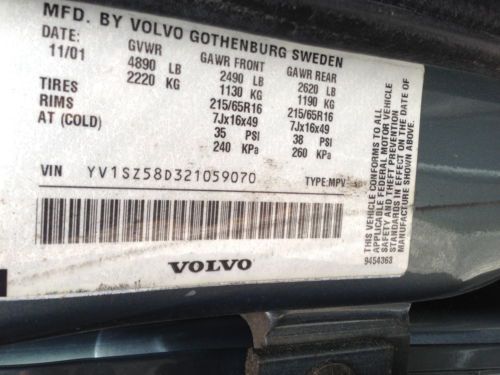 MFD. BY VOLVO GOTHENBURG SWEDEN
DATE: GVWR GAWR FRONT GAWR REAR
11/01 4890 LB 2490 LB 2620 LB
2220 KG 1130 KG 1190 KG
TIRES 215/65R16 215/65R16
RIMS 7Jx16x49 7Jx16x49
AT (COLD) 35 PSI 38 PSI
240 KPA 260 KPA
VIN YV1SZ58D321059070 TYPE:MPV
VOLVO
THIS VEHICLE CONFORMS TO ALL
APPLICABLE FEDERAL MOTOR VEHICLE
SAFETY AND THEFT PREVENTION
STANDARDS IN EFFECT ON THE DATE OF
MANUFACTURE SHOWN ABOVE.
9454363